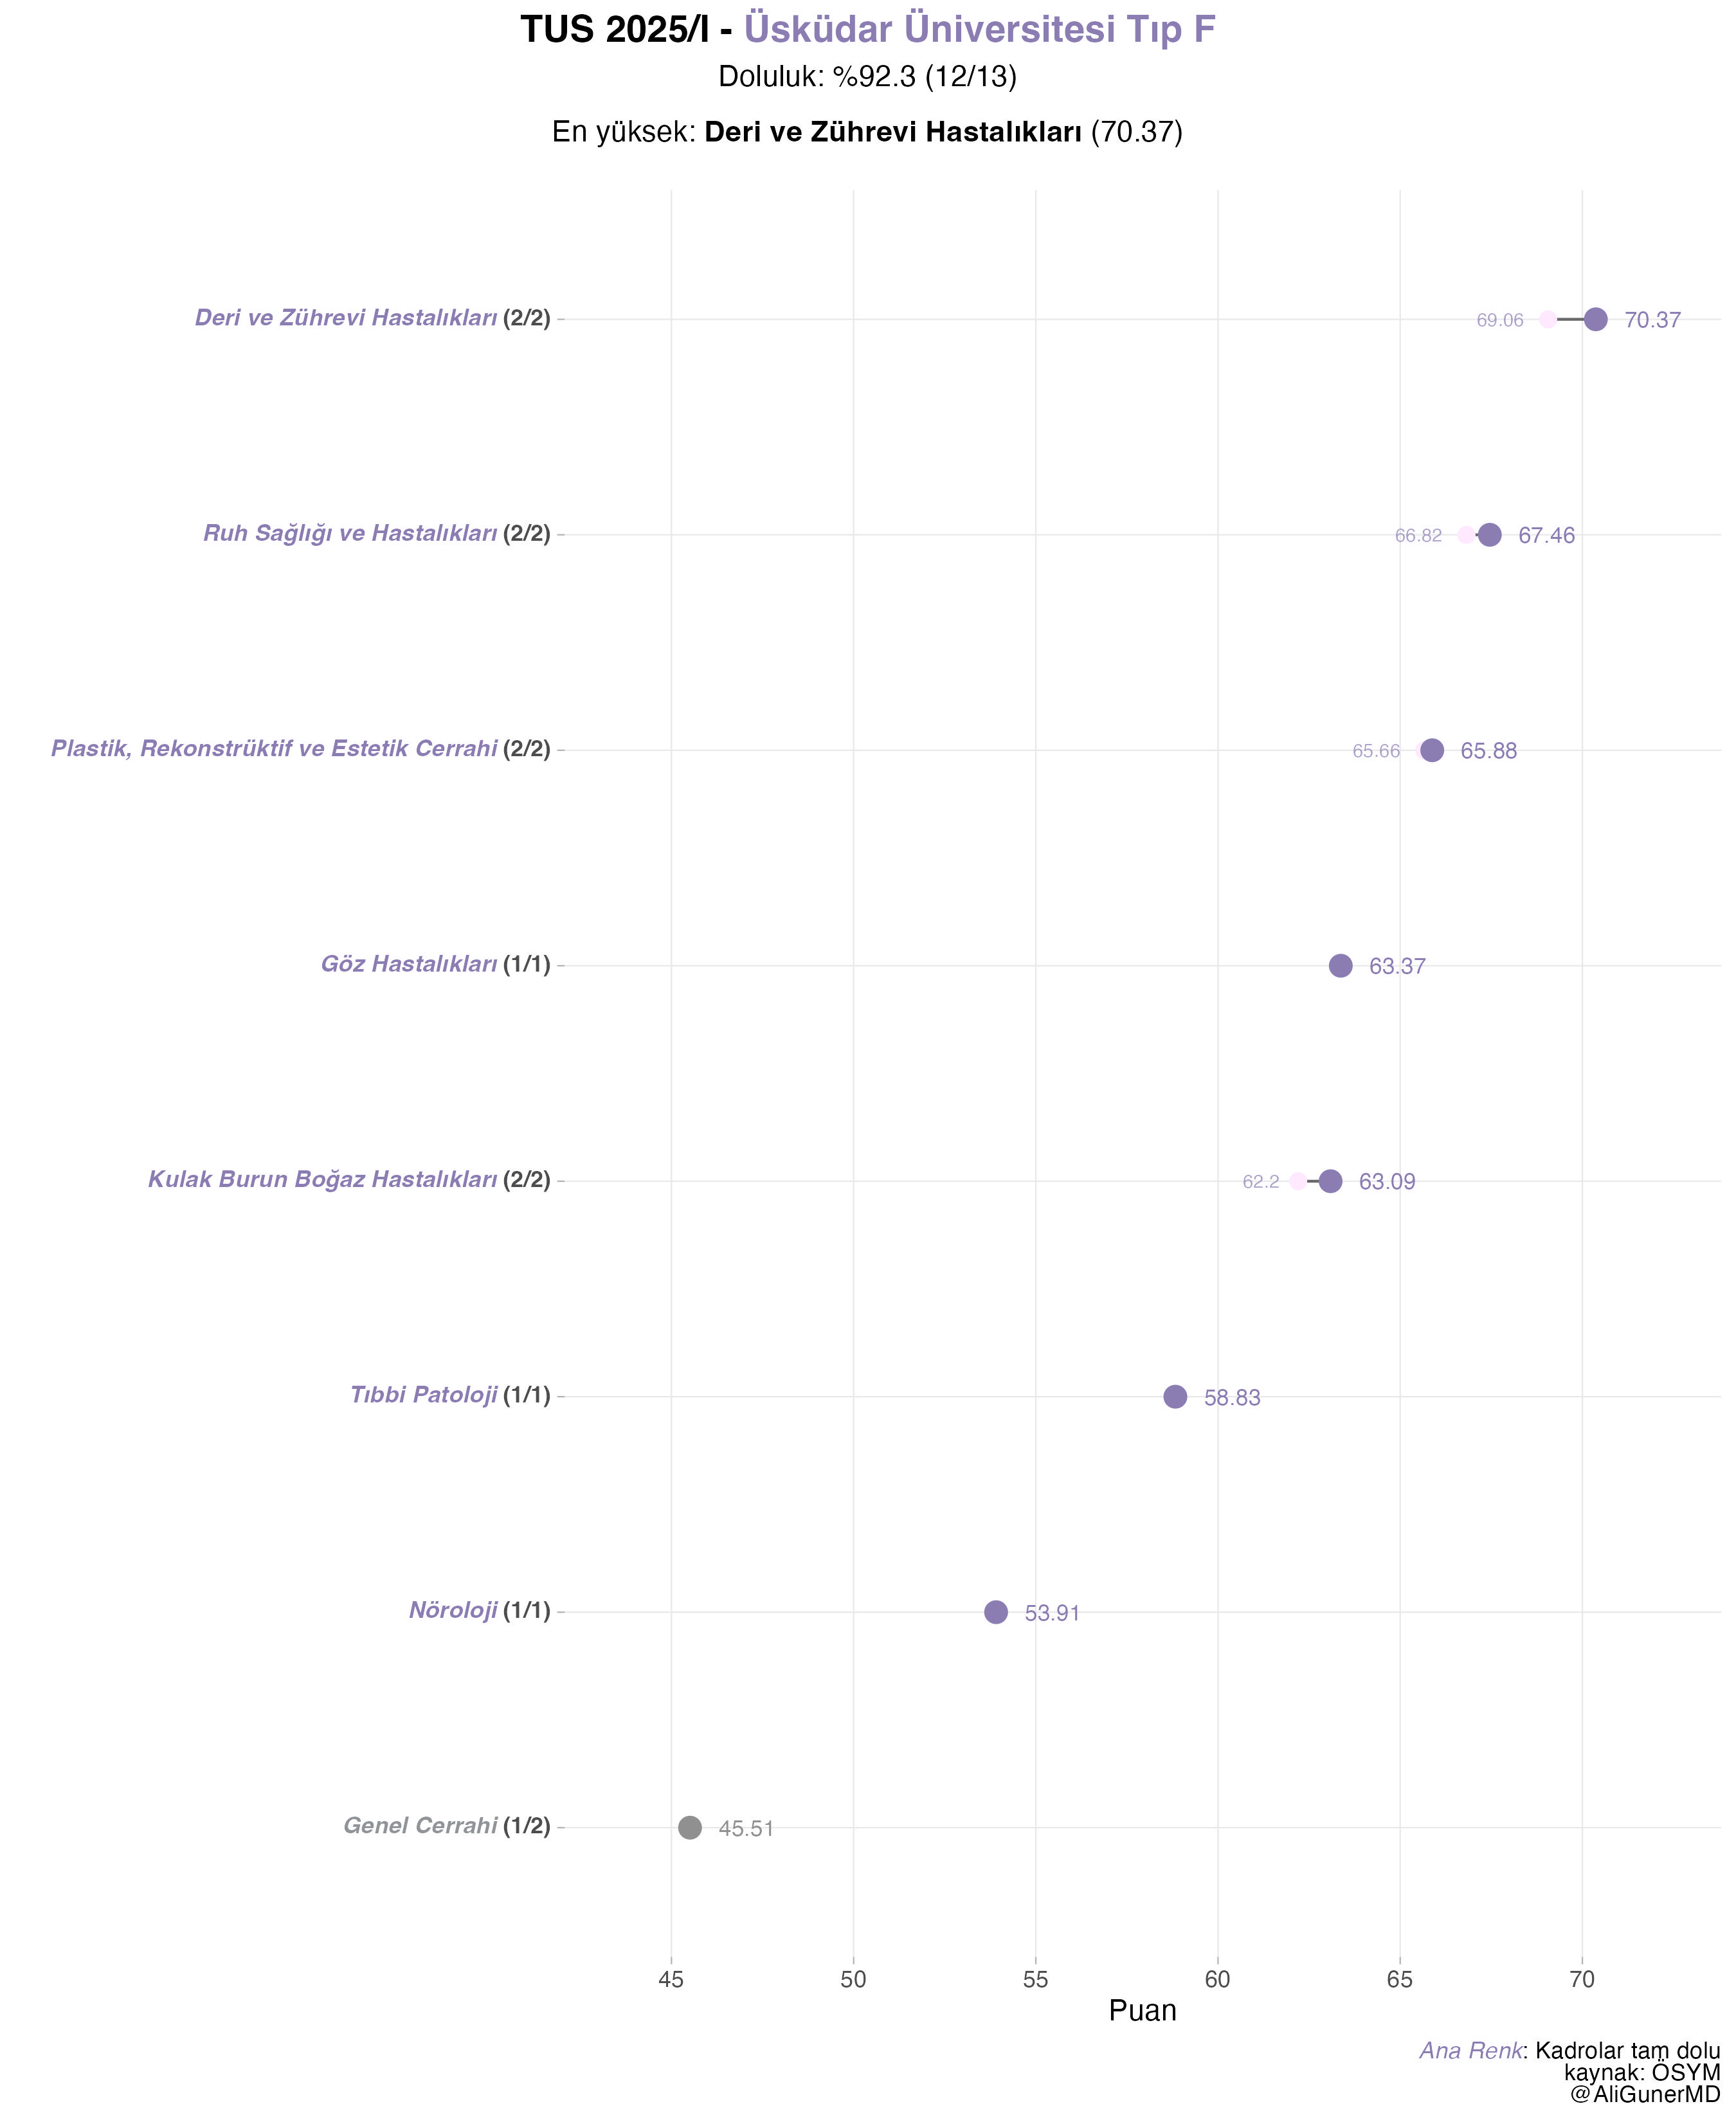 TUS 2025/I - Üsküdar Üniversitesi Tıp F
Doluluk: %92.3 (12/13)
En yüksek: Deri ve Zührevi Hastalıkları (70.37)
Deri ve Zührevi Hastalıkları (2/2) 69.06 70.37
Ruh Sağlığı ve Hastalıkları (2/2) 66.82 67.46
Plastik, Rekonstrüktif ve Estetik Cerrahi (2/2) 65.66 65.88
Göz Hastalıkları (1/1) 63.37
Kulak Burun Boğaz Hastalıkları (2/2) 62.2 63.09
Tıbbi Patoloji (1/1) 58.83
Nöroloji (1/1) 53.91
Genel Cerrahi (1/2) 45.51
45 50 55 60 65 70
Puan
Ana Renk: Kadrolar tam dolu
kaynak: ÖSYM
@AliGunerMD